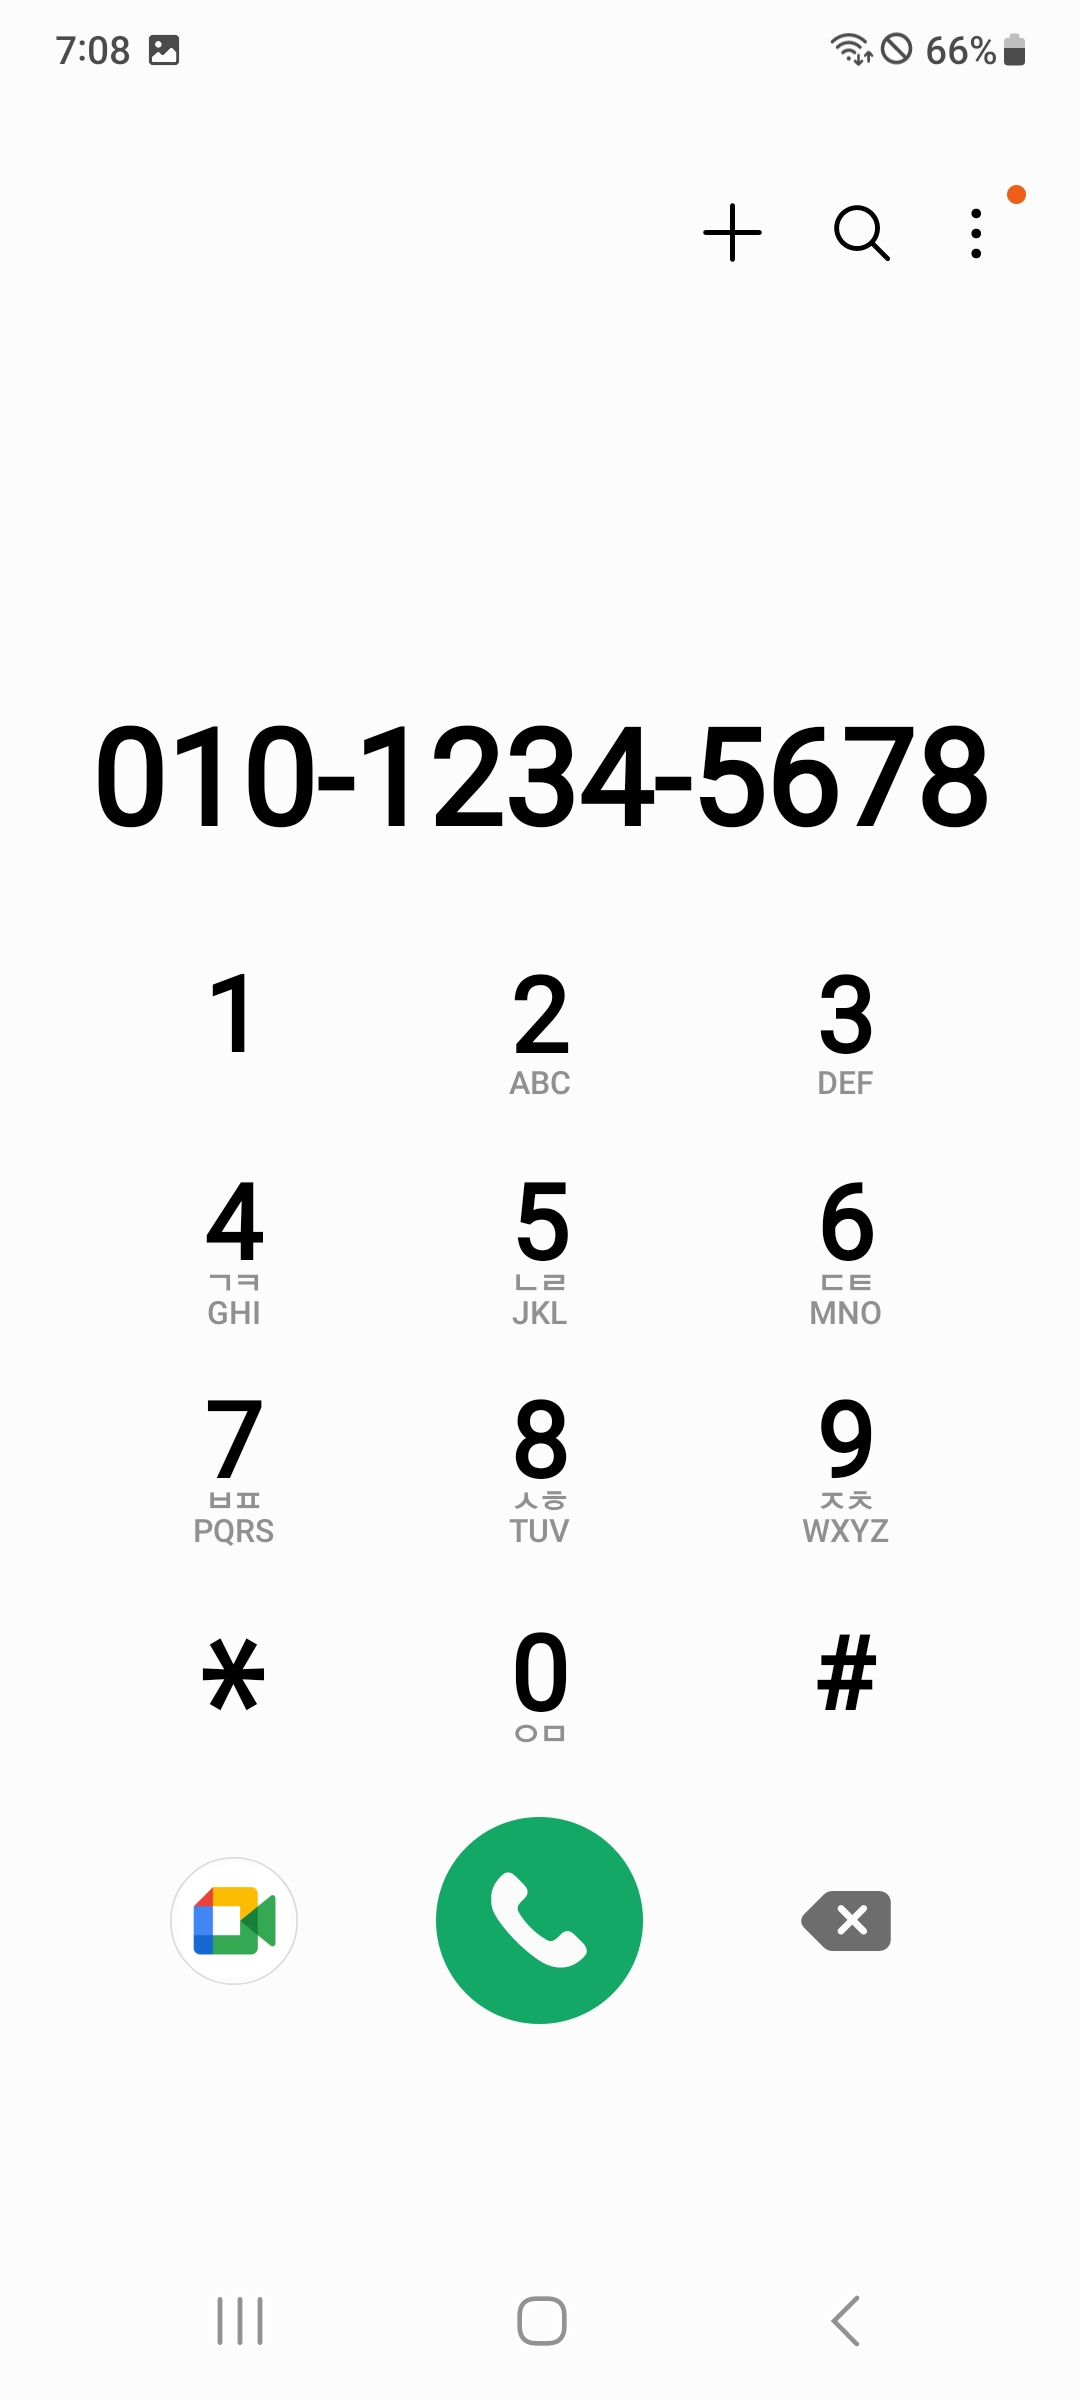 7:08 66%
010-1234-5678
1 2 3
ABC DEF
4 5 6
ㄱㅋ ㄴㄹ ㄷㅌ
GHI JKL MNO
7 8 9
ㅂㅍ ㅅㅎ ㅈㅊ
PQRS TUV WXYZ
* 0 #
ㅇㅁ